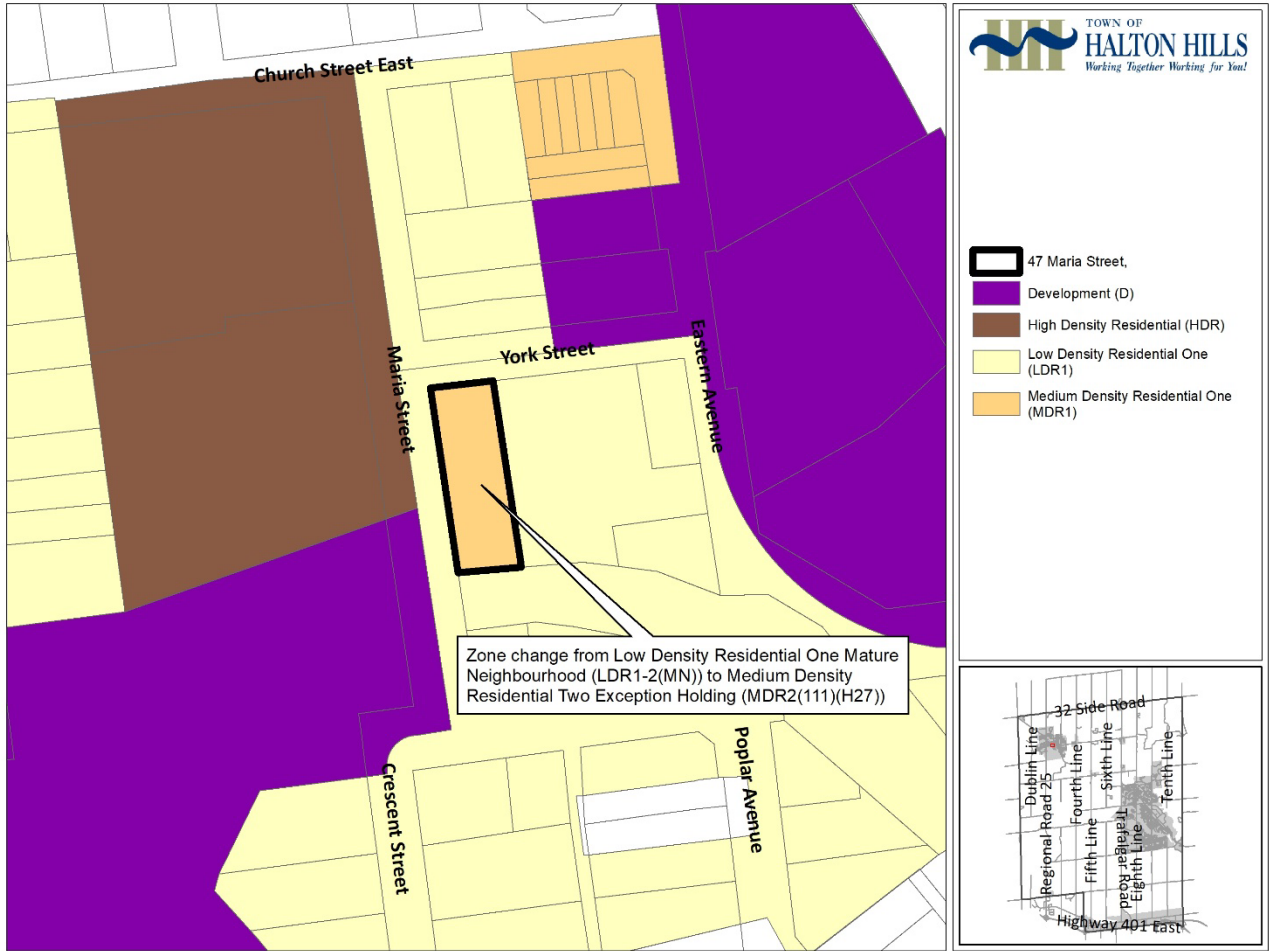 Church Street East
York Street
Maria Street
Eastern Avenue
Zone change from Low Density Residential One Mature
Neighbourhood (LDR1-2(MN)) to Medium Density
Residential Two Exception Holding (MDR2(111)(H27))
Poplar Avenue
Crescent Street
TOWN OF
HALTON HILLS
Working Together Working for You!
47 Maria Street,
Development (D)
High Density Residential (HDR)
Low Density Residential One
(LDR1)
Medium Density Residential One
(MDR1)
32 Side Road
Dublin Line
Regional Road 25
Fourth Line
Fifth Line
Sixth Line
Trafalgar Road
Eighth Line
Tenth Line
Highway 401 East